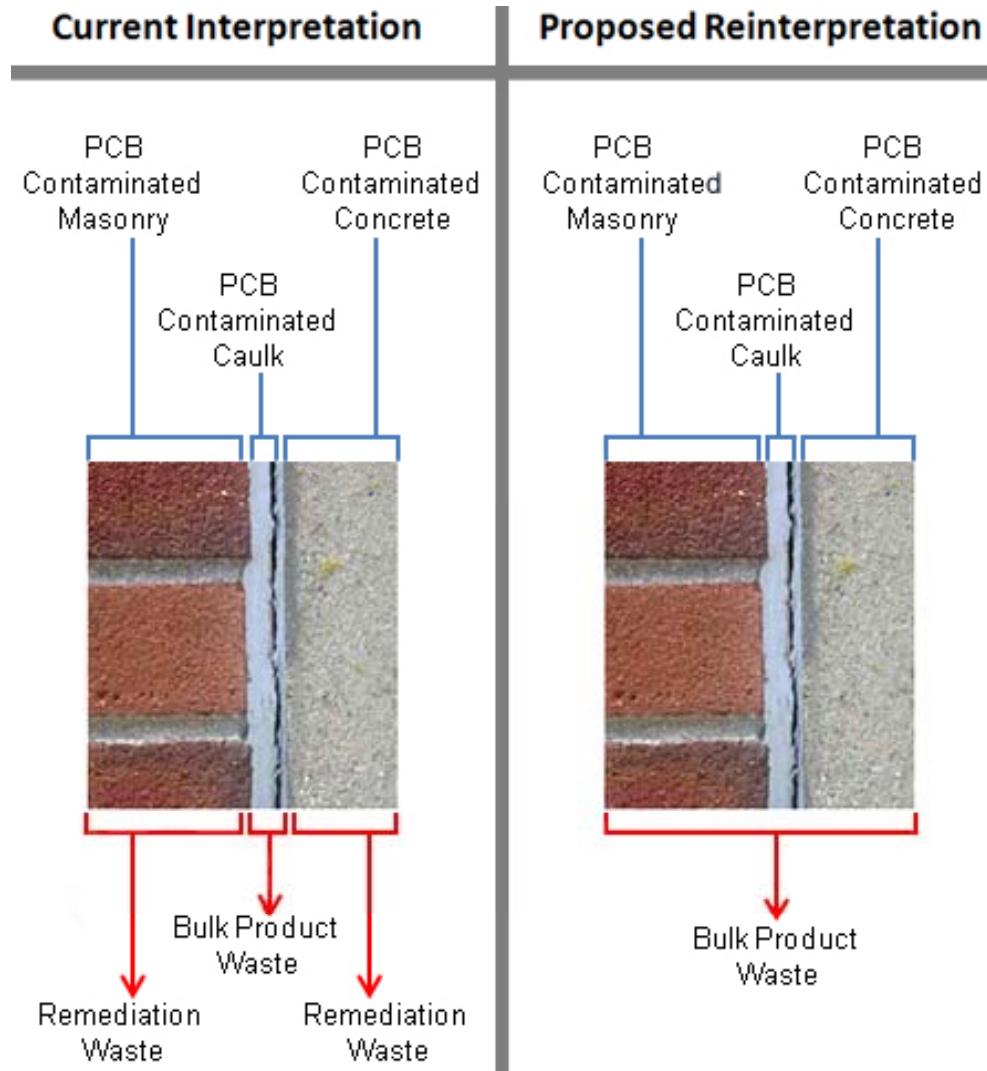 Current Interpretation
PCB
Contaminated
Masonry
PCB
Contaminated
Concrete
PCB
Contaminated
Caulk
Bulk Product
Waste
Remediation
Waste
Remediation
Waste
Proposed Reinterpretation
PCB
Contaminated
Masonry
PCB
Contaminated
Concrete
PCB
Contaminated
Caulk
Bulk Product
Waste